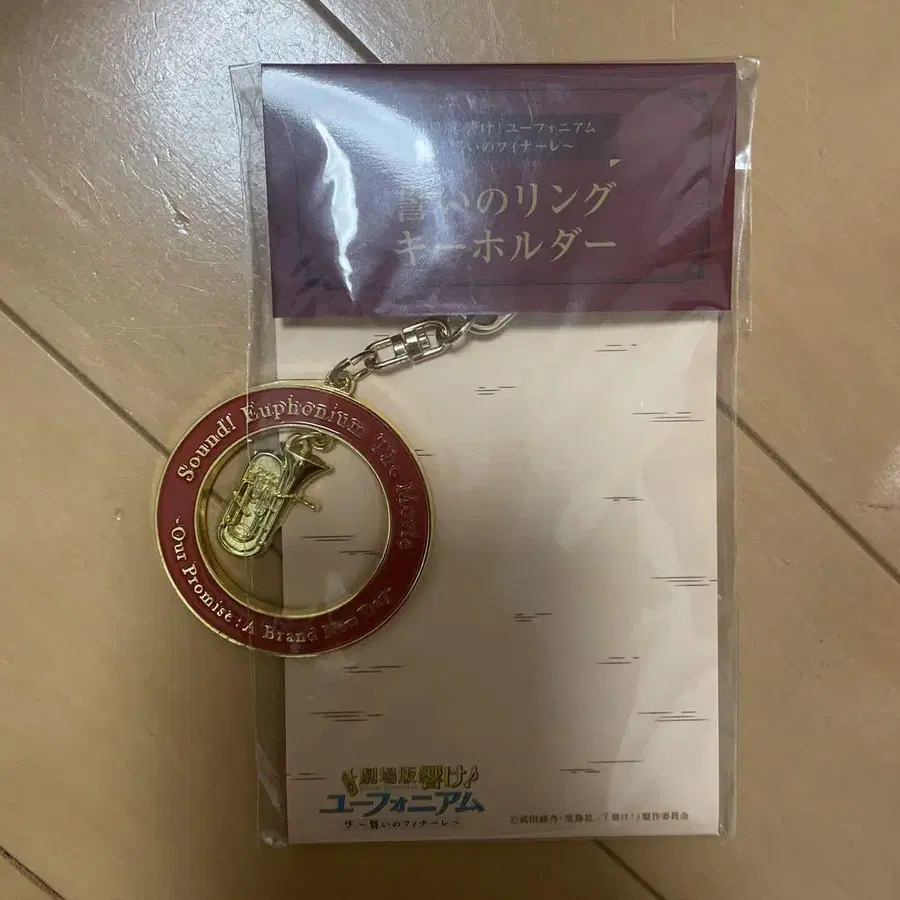 響け！ユーフォニアム
いのフィナーレ～
誓いのリング
キーホルダー
Sound! Euphonium The Movie
~Our Promise: A Brand New Day~
劇場版 響け!
ユーフォニアム
～誓いのフィナーレ～
©武田綾乃・宝島社／『響け!』製作委員会